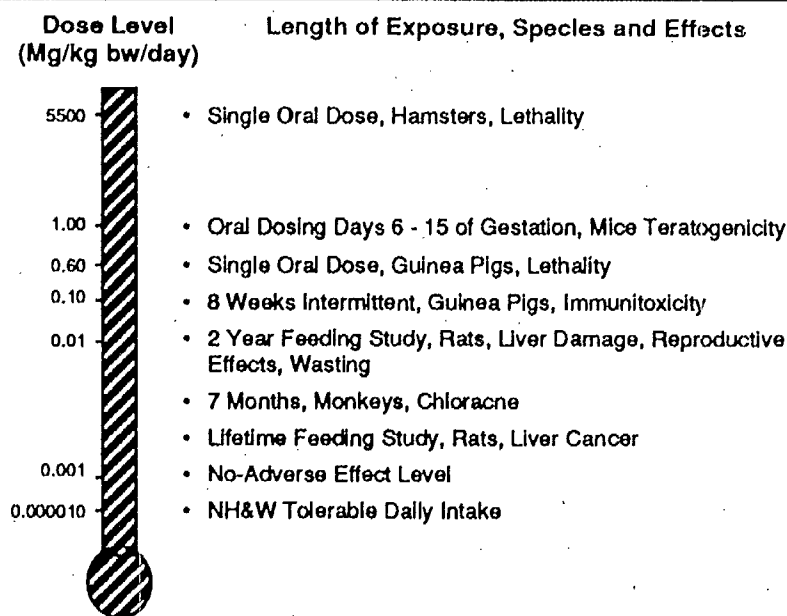 Dose Level
(Mg/kg bw/day)
Length of Exposure, Species and Effects
5500 • Single Oral Dose, Hamsters, Lethality
1.00 • Oral Dosing Days 6 - 15 of Gestation, Mice Teratogenicity
0.60 • Single Oral Dose, Guinea Pigs, Lethality
0.10 • 8 Weeks Intermittent, Guinea Pigs, Immunitoxicity
0.01 • 2 Year Feeding Study, Rats, Liver Damage, Reproductive
Effects, Wasting
• 7 Months, Monkeys, Chloracne
• Lifetime Feeding Study, Rats, Liver Cancer
0.001 • No-Adverse Effect Level
0.000010 • NH&W Tolerable Daily Intake